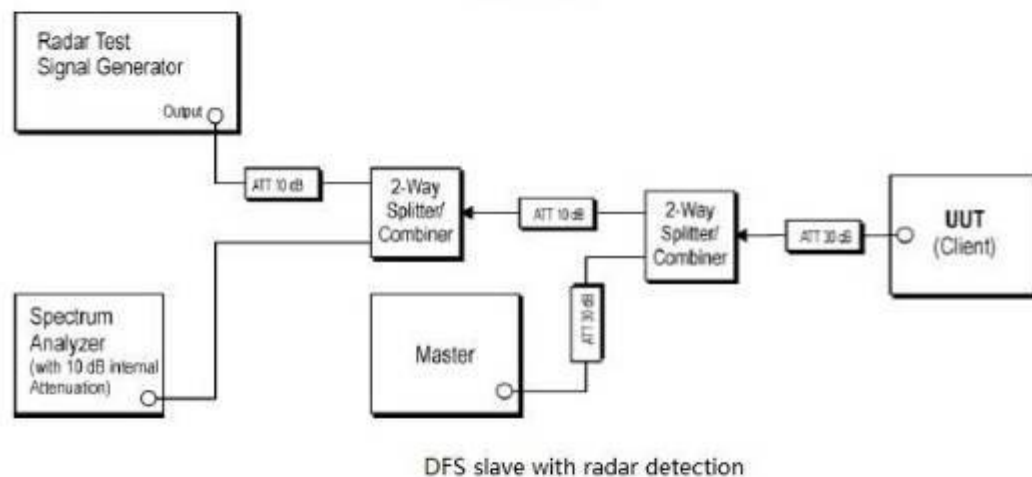 Radar Test
Signal Generator
Output
ATT 10 dB
2-Way
Splitter/
Combiner
ATT 10 dB
2-Way
Splitter/
Combiner
ATT 30 dB
UUT
(Client)
Spectrum
Analyzer
(with 10 dB internal
Attenuation)
Master
ATT 30 dB
DFS slave with radar detection